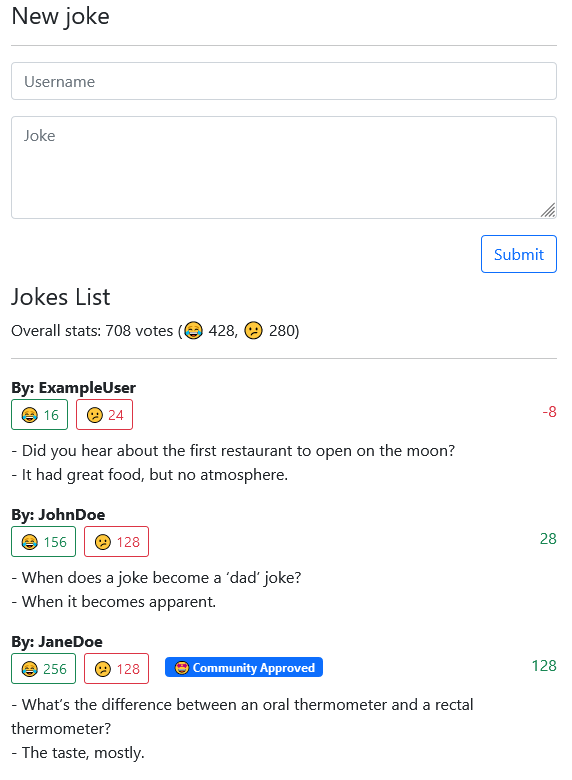 New joke
Username
Joke
Submit
Jokes List
Overall stats: 708 votes (😂 428, 😕 280)
By: ExampleUser
😂 16 😕 24 -8
- Did you hear about the first restaurant to open on the moon?
- It had great food, but no atmosphere.
By: JohnDoe
😂 156 😕 128 28
- When does a joke become a ‘dad’ joke?
- When it becomes apparent.
By: JaneDoe
😂 256 😕 128 😍 Community Approved 128
- What’s the difference between an oral thermometer and a rectal
thermometer?
- The taste, mostly.